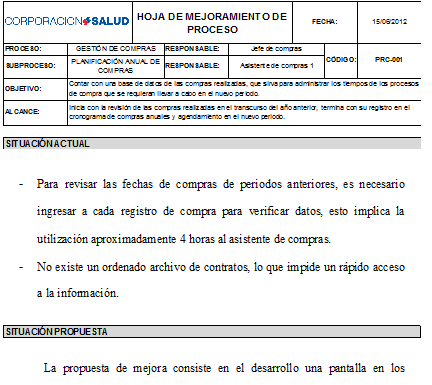 CORPORACION+SALUD
HOJA DE MEJORAMIENTO DE
PROCESO
FECHA:
15/06/2012
PROCESO:
GESTIÓN DE COMPRAS
RESPONSABLE:
Jefe de compras
CÓDIGO:
PRC-001
SUBPROCESO:
PLANIFICACIÓN ANUAL DE
COMPRAS
RESPONSABLE:
Asistente de compras 1
OBJETIVO:
Contar con una base de datos de las compras realizadas, que sirva para administrar los tiempos de los procesos
de compra que se requieran llevar a cabo en el nuevo periodo.
ALCANCE:
Inicia con la revisión de las compras realizadas en el transcurso del año anterior, termina con su registro en el
cronograma de compras anuales y agendamiento en el nuevo periodo.
SITUACIÓN ACTUAL
- Para revisar las fechas de compras de periodos anteriores, es necesario
ingresar a cada registro de compra para verificar datos, esto implica la
utilización aproximadamente 4 horas al asistente de compras.
- No existe un ordenado archivo de contratos, lo que impide un rápido acceso
a la información.
SITUACIÓN PROPUESTA
La propuesta de mejora consiste en el desarrollo una pantalla en los